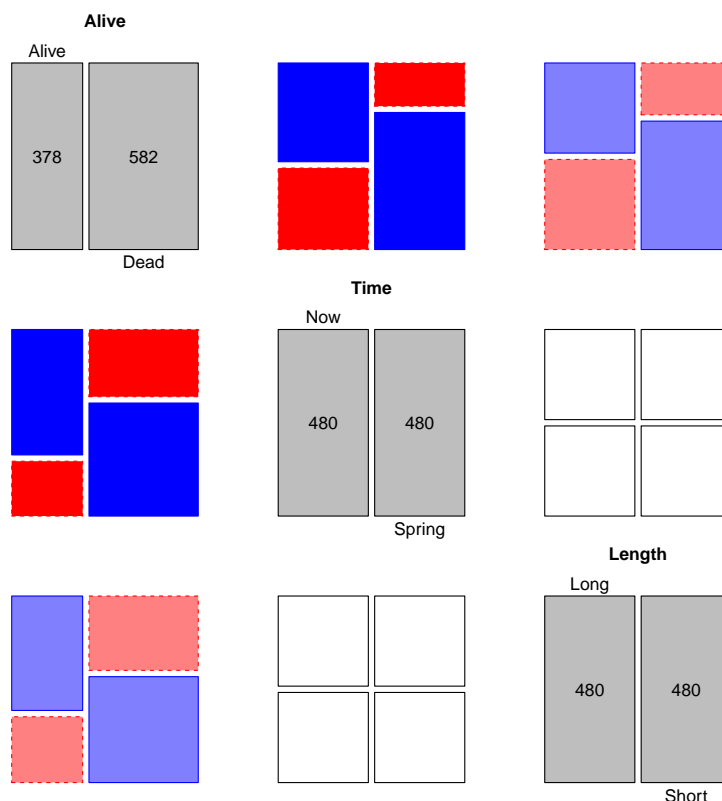 Alive
Alive
378 582
Dead
Time
Now
480 480
Spring
Length
Long
480 480
Short